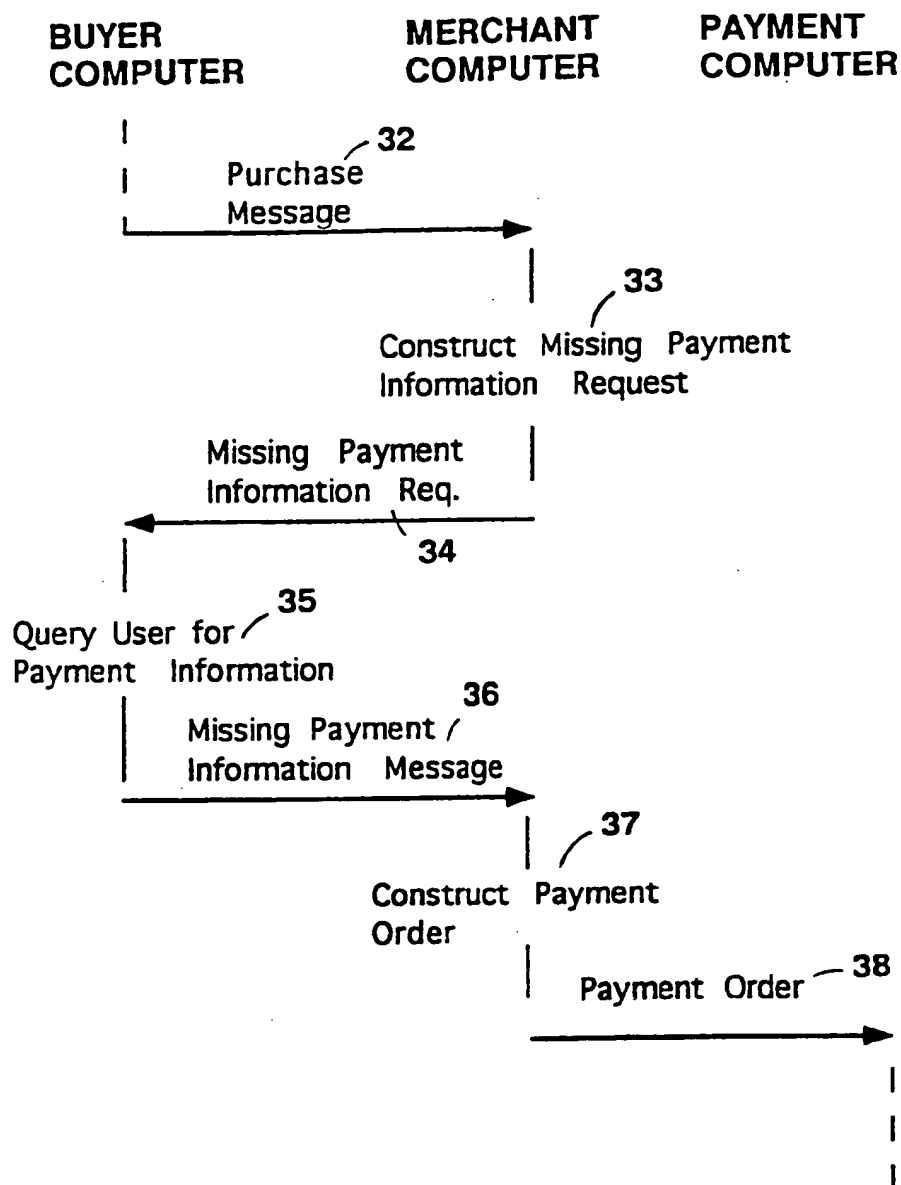 BUYER
COMPUTER
MERCHANT
COMPUTER
PAYMENT
COMPUTER
32
Purchase
Message
33
Construct Missing Payment
Information Request
Missing Payment
Information Req.
34
35
Query User for
Payment Information
36
Missing Payment
Information Message
37
Construct Payment
Order
38
Payment Order